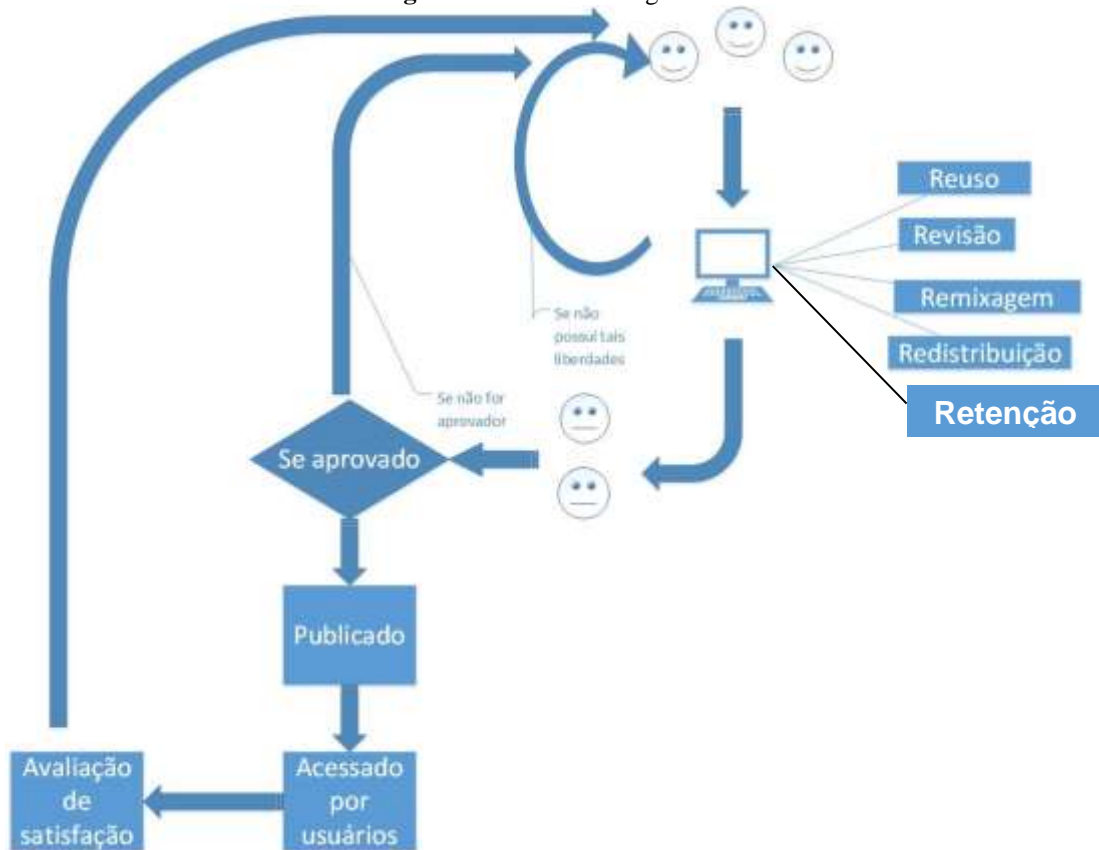 Reuso
Revisão
Remixagem
Redistribuição
Retenção
Se não
possui tais
liberdades
Se não for
aprovador
Se aprovado
Publicado
Acessado
por
usuários
Avaliação
de
satisfação